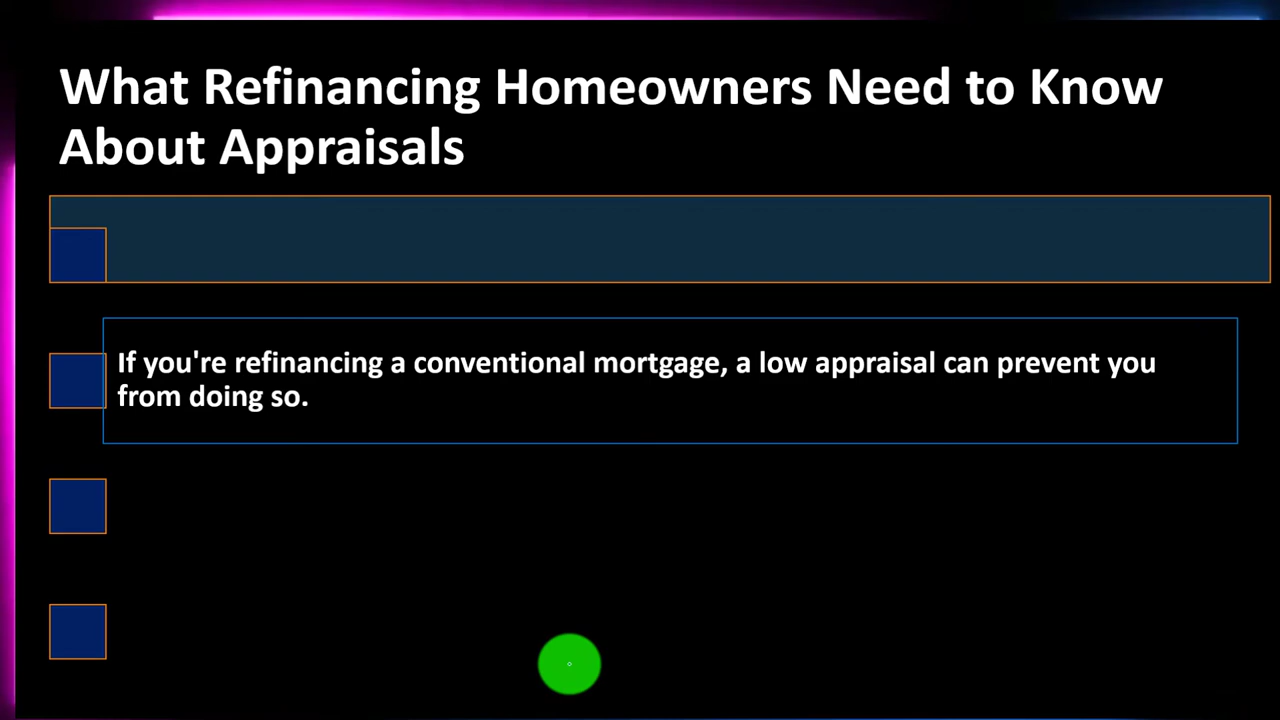 What Refinancing Homeowners Need to Know
About Appraisals
If you're refinancing a conventional mortgage, a low appraisal can prevent you
from doing so.